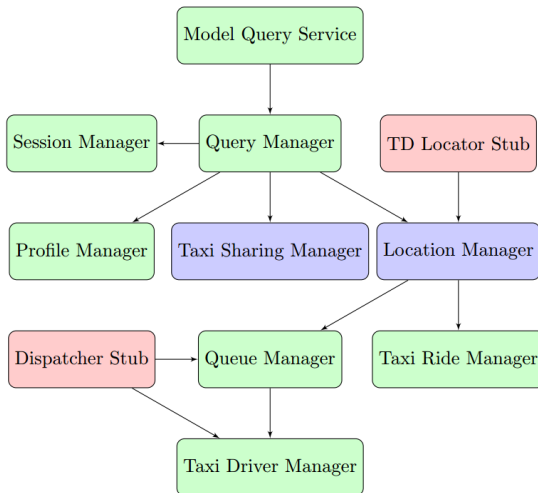 Model Query Service
Session Manager
Query Manager
TD Locator Stub
Profile Manager
Taxi Sharing Manager
Location Manager
Dispatcher Stub
Queue Manager
Taxi Ride Manager
Taxi Driver Manager